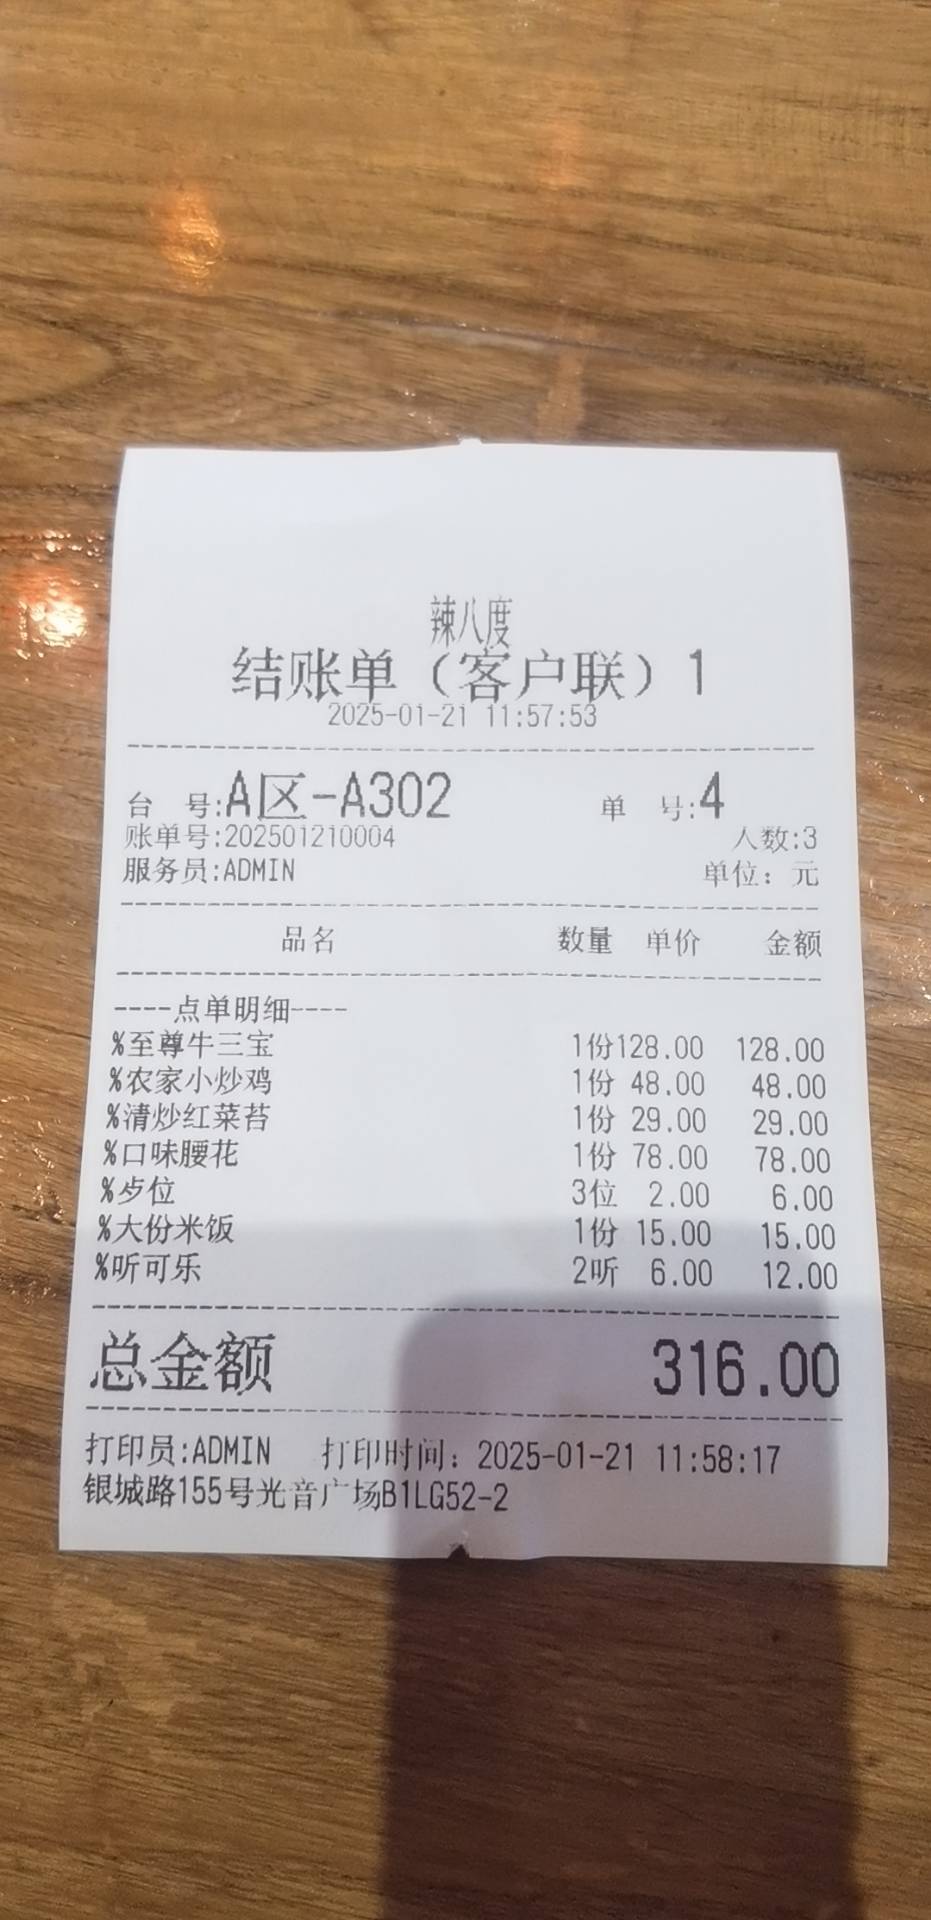 辣八度
结账单（客户联）1
2025-01-21 11:57:53
台 号:A区-A302 单 号:4
账单号:202501210004 人数:3
服务员:ADMIN 单位：元
品名 数量 单价 金额
----点单明细----
%至尊牛三宝 1份128.00 128.00
%农家小炒鸡 1份 48.00 48.00
%清炒红菜苔 1份 29.00 29.00
%口味腰花 1份 78.00 78.00
%歺位 3位 2.00 6.00
%大份米饭 1份 15.00 15.00
%听可乐 2听 6.00 12.00
总金额 316.00
打印员:ADMIN 打印时间：2025-01-21 11:58:17
银城路155号光音广场B1LG52-2